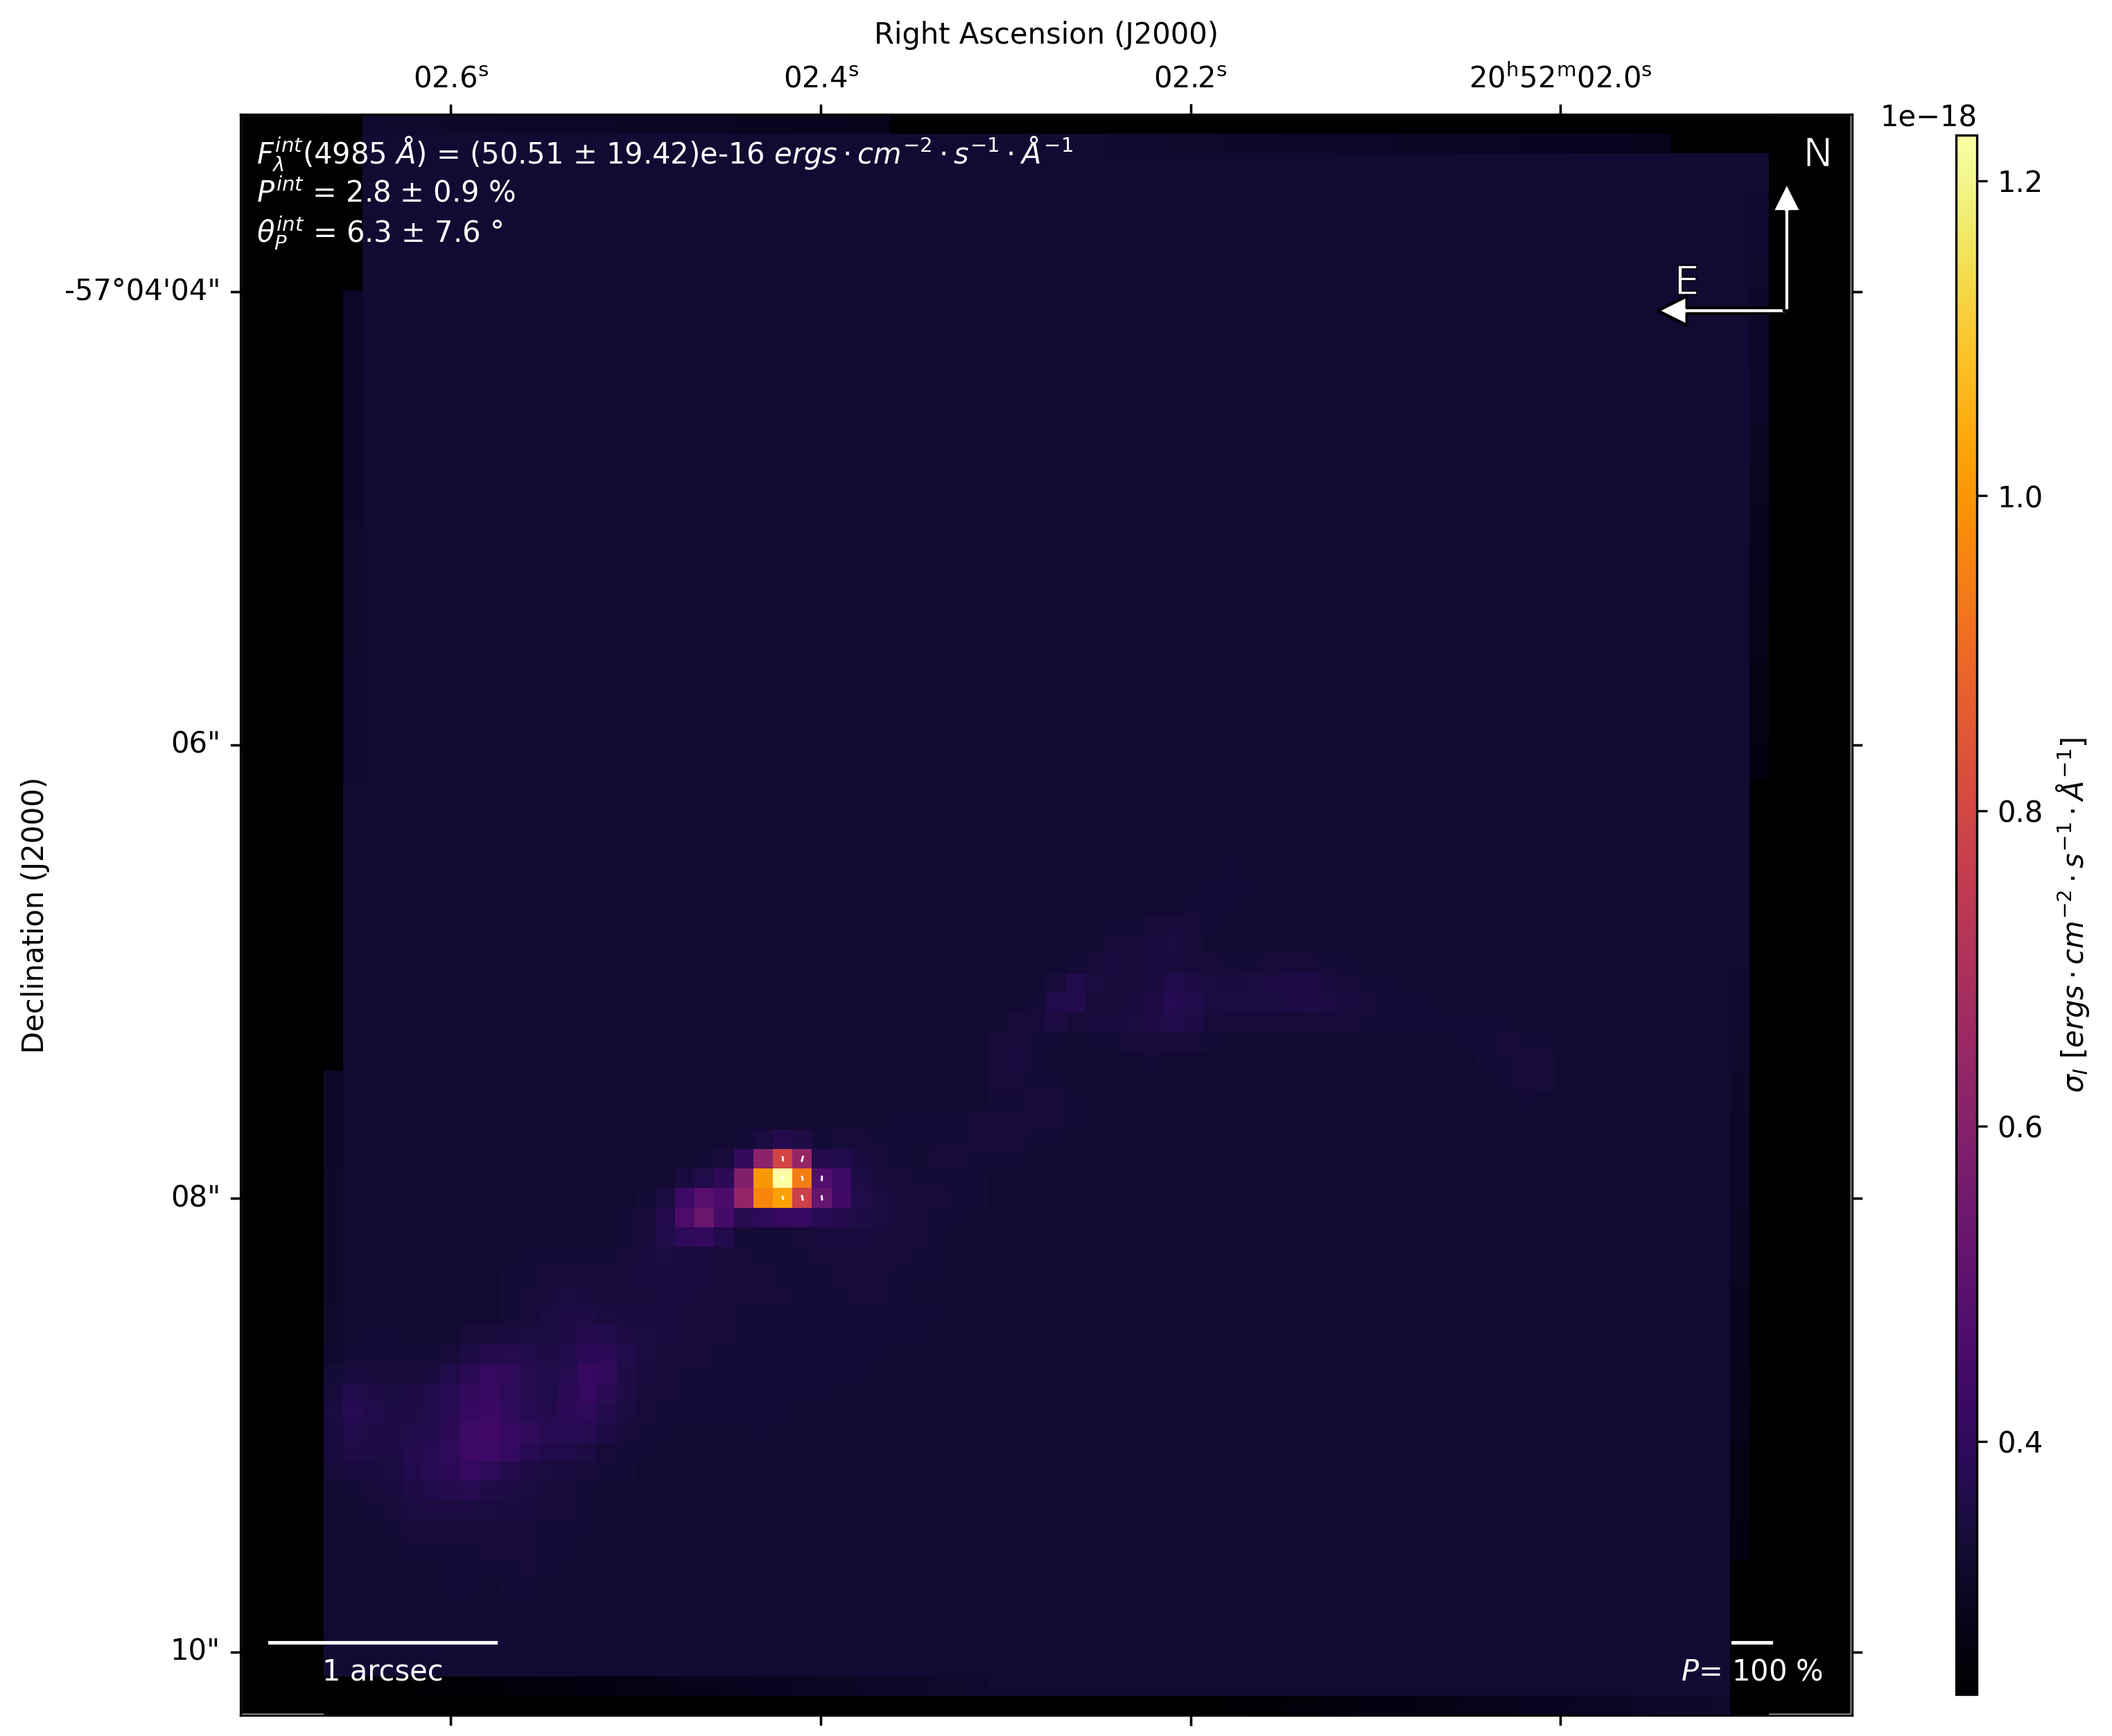 Right Ascension (J2000)
02.6ˢ 02.4ˢ 02.2ˢ 20ʰ52ᵐ02.0ˢ
1e−18
F_λ^int(4985 Å) = (50.51 ± 19.42)e-16 ergs · cm⁻² · s⁻¹ · Å⁻¹
P^int = 2.8 ± 0.9 %
θ_P^int = 6.3 ± 7.6 °
N
E
-57°04'04"
06"
08"
10"
Declination (J2000)
1 arcsec
P= 100 %
1.2
1.0
0.8
0.6
0.4
σ_I [ergs · cm⁻² · s⁻¹ · Å⁻¹]